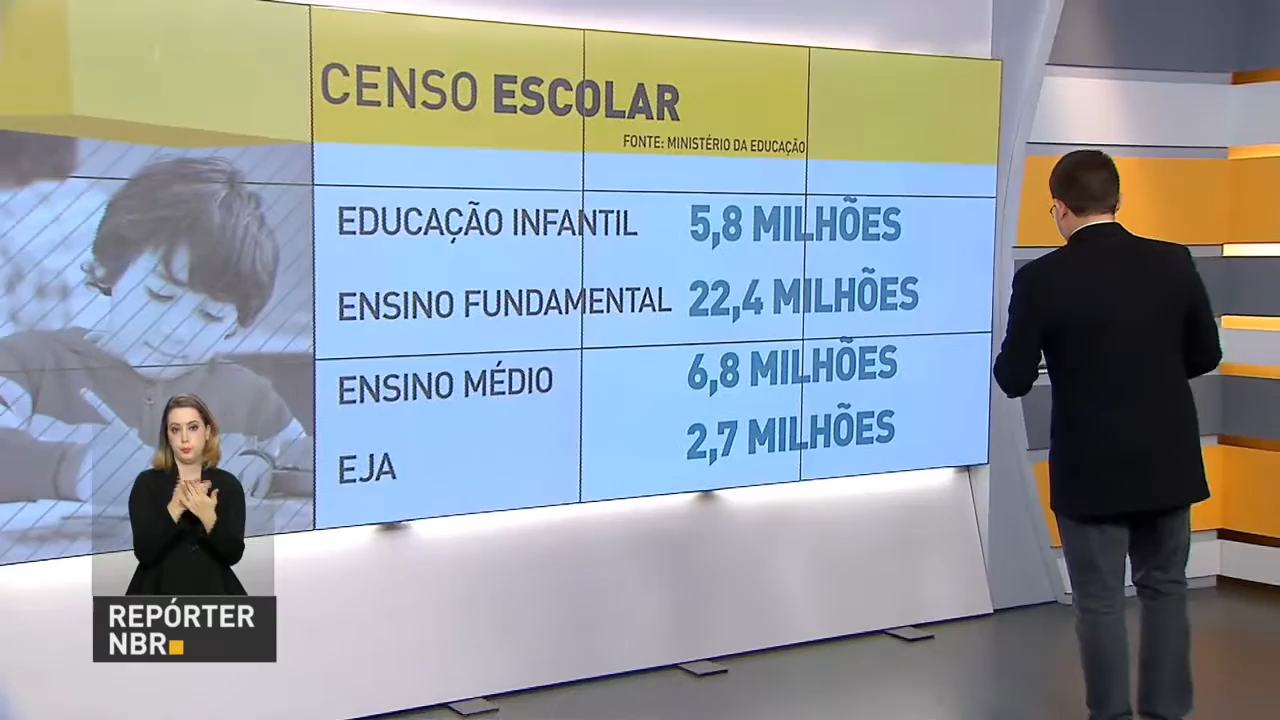 CENSO ESCOLAR
FONTE: MINISTÉRIO DA EDUCAÇÃO
EDUCAÇÃO INFANTIL 5,8 MILHÕES
ENSINO FUNDAMENTAL 22,4 MILHÕES
ENSINO MÉDIO 6,8 MILHÕES
EJA 2,7 MILHÕES
REPÓRTER
NBR